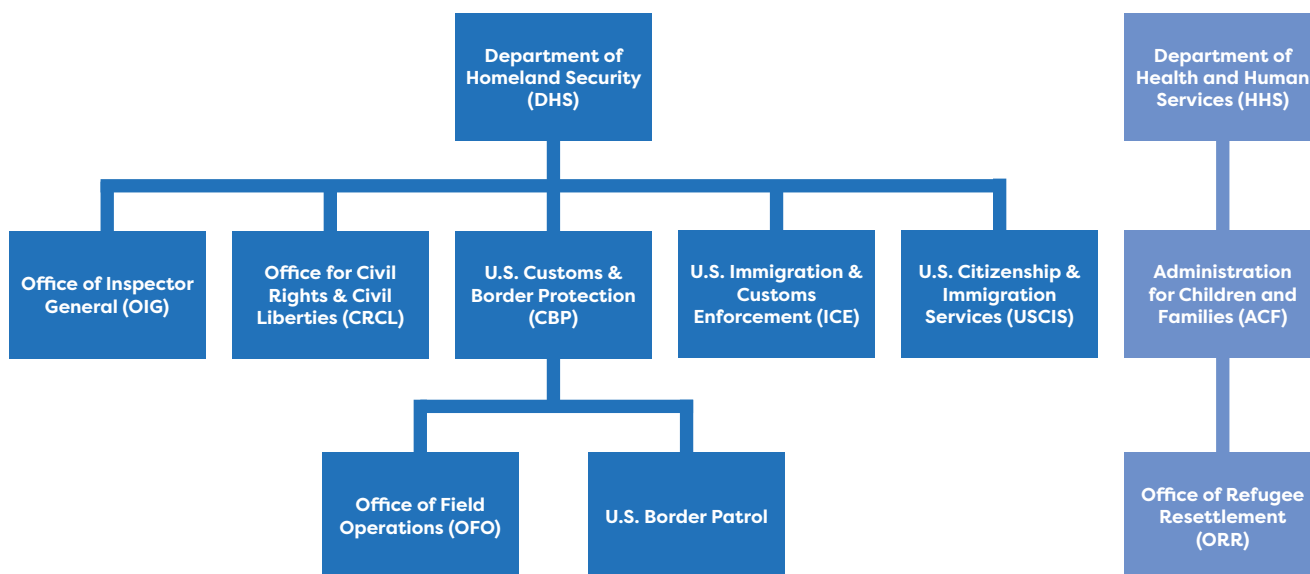 Department of
Homeland Security
(DHS)
Department of
Health and Human
Services (HHS)
Office of Inspector
General (OIG)
Office for Civil
Rights & Civil
Liberties (CRCL)
U.S. Customs &
Border Protection
(CBP)
U.S. Immigration &
Customs
Enforcement (ICE)
U.S. Citizenship &
Immigration
Services (USCIS)
Administration
for Children and
Families (ACF)
Office of Field
Operations (OFO)
U.S. Border Patrol
Office of Refugee
Resettlement
(ORR)